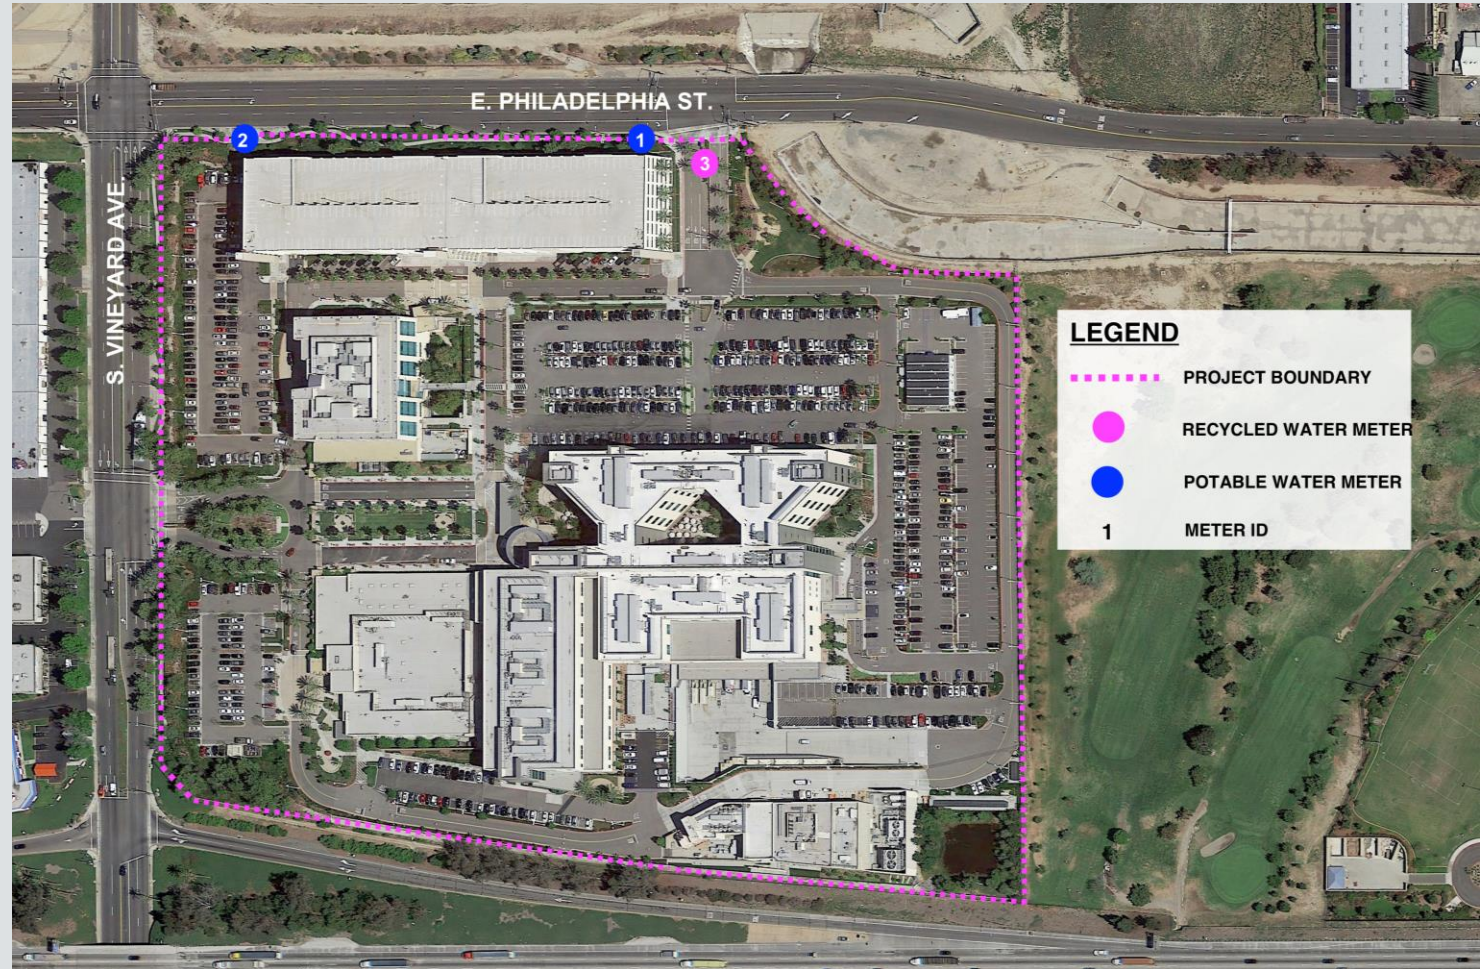 E. PHILADELPHIA ST.
2
1
3
S. VINEYARD AVE.
LEGEND
PROJECT BOUNDARY
RECYCLED WATER METER
POTABLE WATER METER
1 METER ID